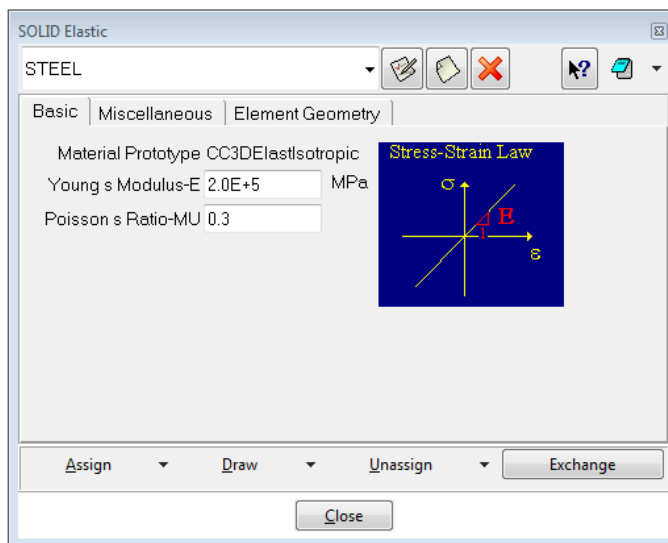 SOLID Elastic
STEEL
Basic Miscellaneous Element Geometry
Material Prototype CC3DElastIsotropic
Young s Modulus-E 2.0E+5 MPa
Poisson s Ratio-MU 0.3
Stress-Strain Law
σ
E
1
ε
Assign Draw Unassign Exchange
Close